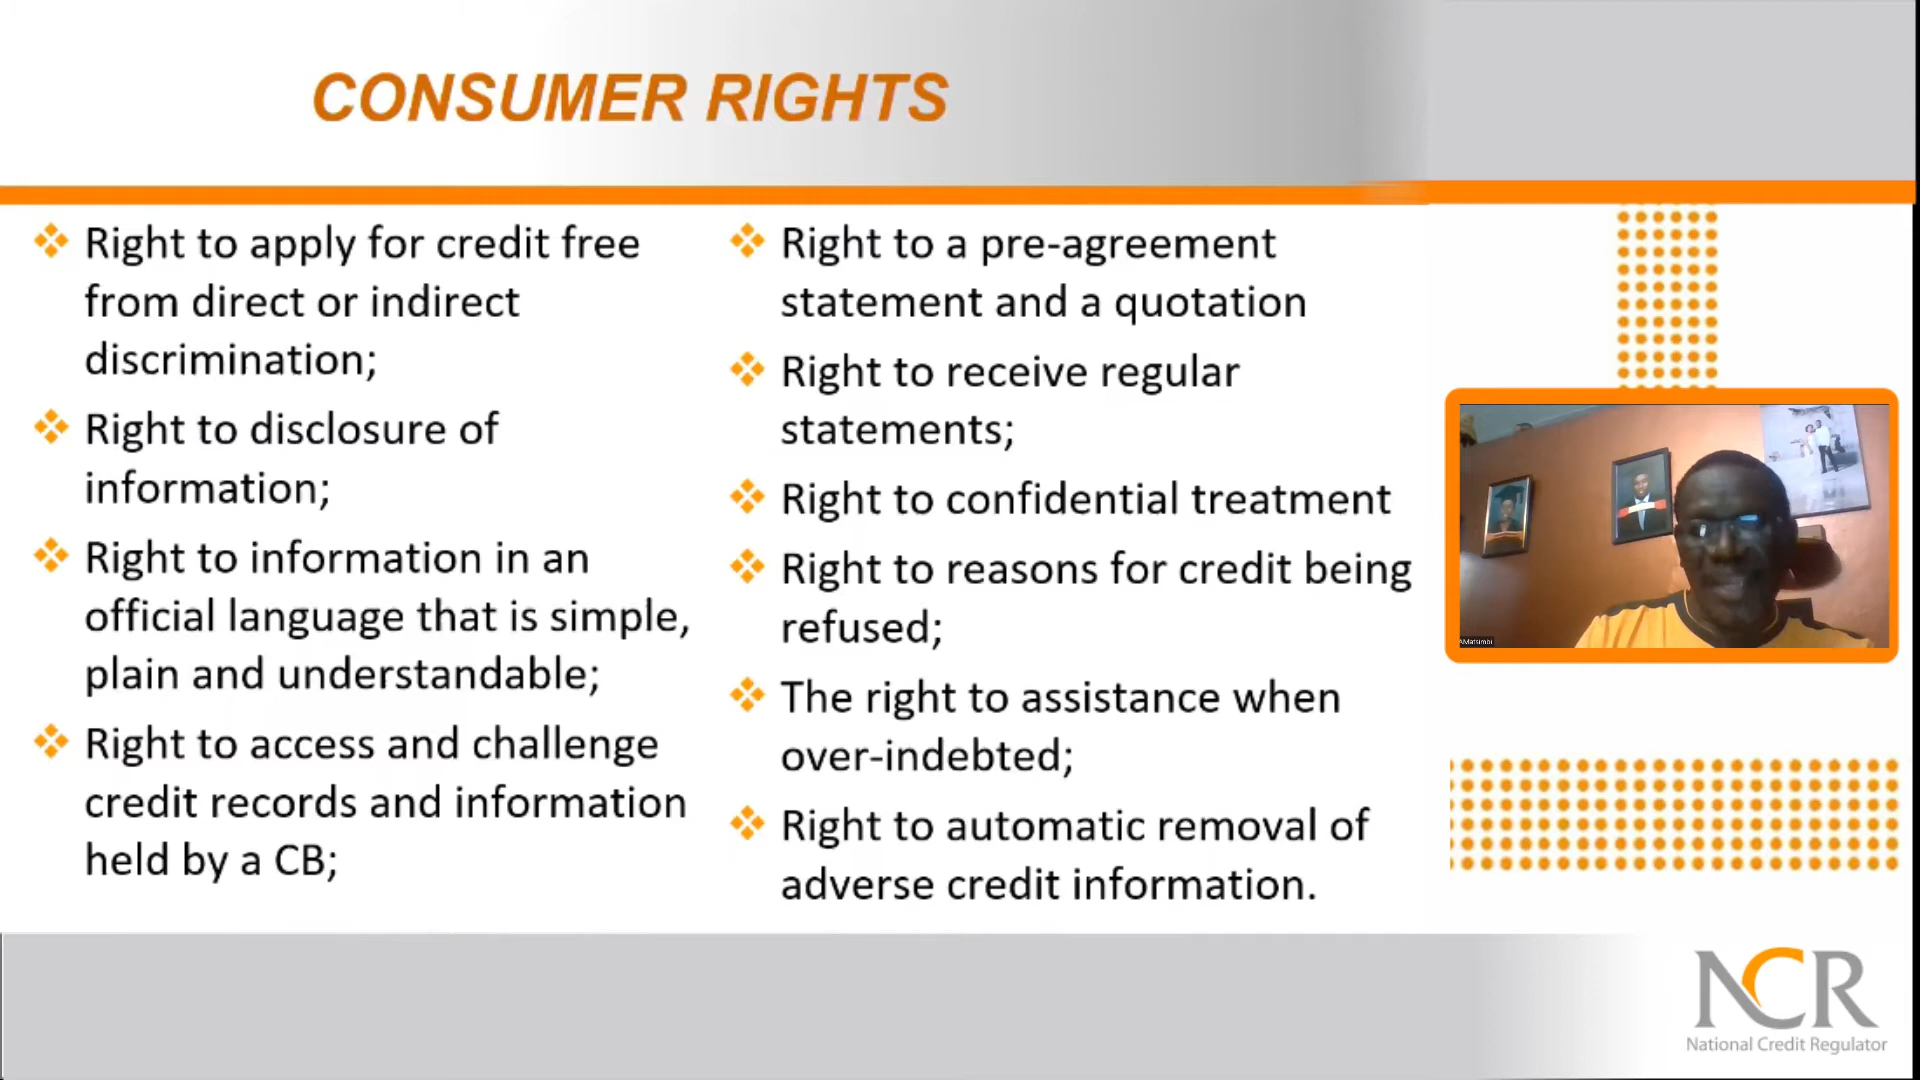 CONSUMER RIGHTS
Right to apply for credit free
from direct or indirect
discrimination;
Right to disclosure of
information;
Right to information in an
official language that is simple,
plain and understandable;
Right to access and challenge
credit records and information
held by a CB;
Right to a pre-agreement
statement and a quotation
Right to receive regular
statements;
Right to confidential treatment
Right to reasons for credit being
refused;
The right to assistance when
over-indebted;
Right to automatic removal of
adverse credit information.
AMatsimbi
NCR
National Credit Regulator